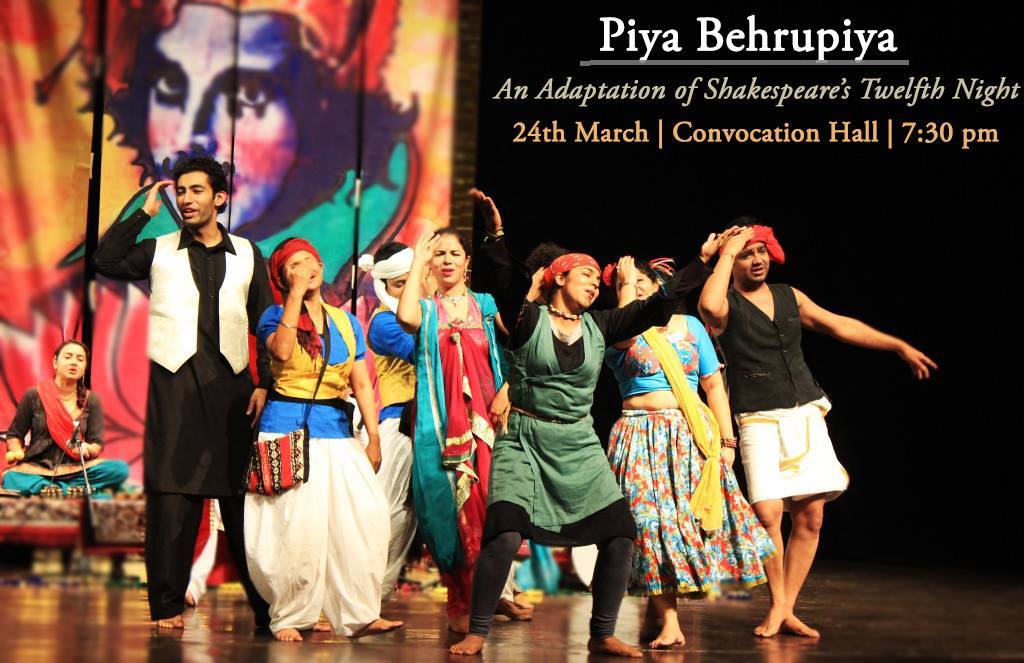 Piya Behrupiya
An Adaptation of Shakespeare's Twelfth Night
24th March | Convocation Hall | 7:30 pm